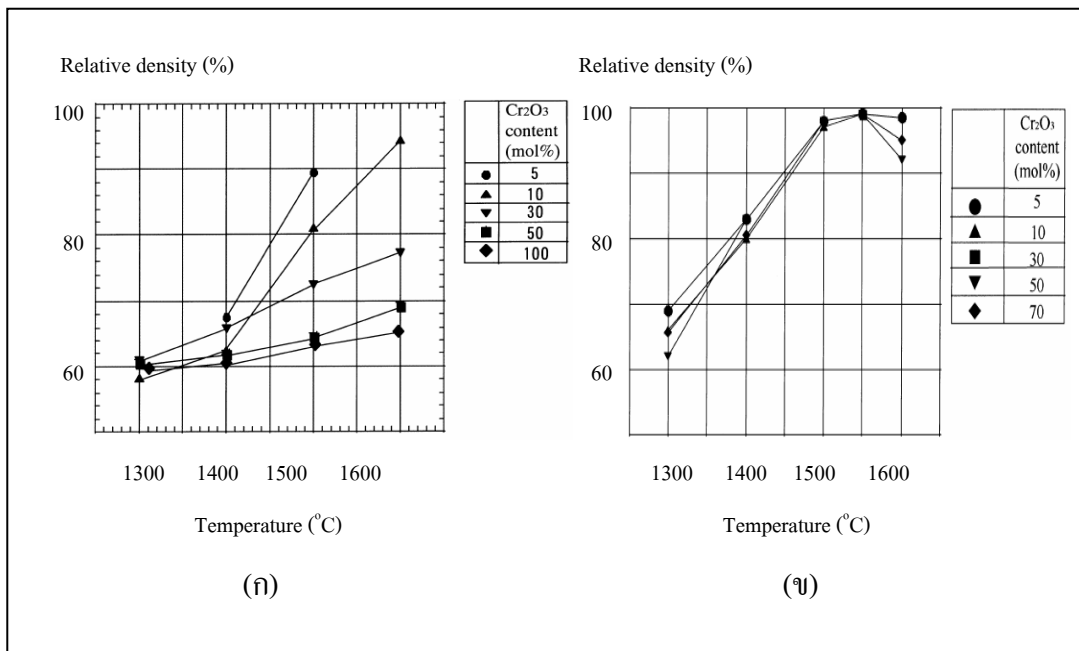 Relative density (%)
100
80
60
1300 1400 1500 1600
Temperature (°C)
(ก)
Cr2O3
content
(mol%)
5
10
30
50
100
Relative density (%)
100
80
60
1300 1400 1500 1600
Temperature (°C)
(ข)
Cr2O3
content
(mol%)
5
10
30
50
70